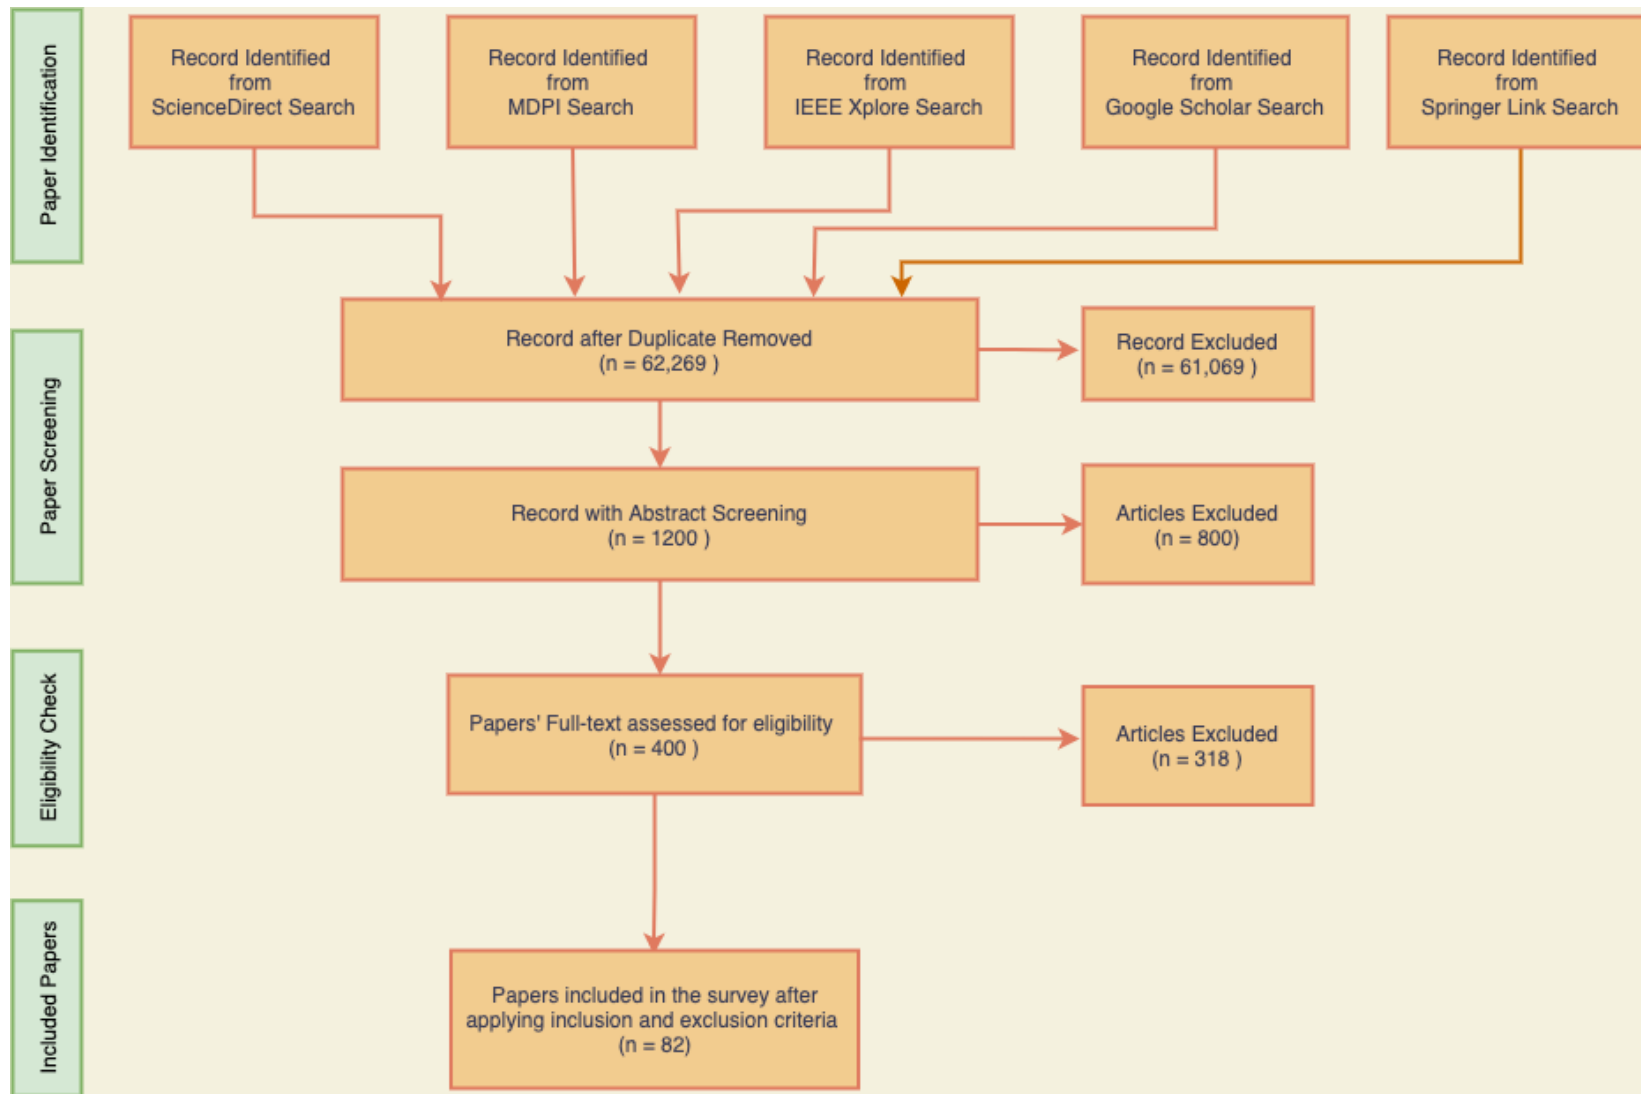 Paper Identification
Record Identified
from
ScienceDirect Search
Record Identified
from
MDPI Search
Record Identified
from
IEEE Xplore Search
Record Identified
from
Google Scholar Search
Record Identified
from
Springer Link Search
Paper Screening
Record after Duplicate Removed
(n = 62,269 )
Record Excluded
(n = 61,069 )
Record with Abstract Screening
(n = 1200 )
Articles Excluded
(n = 800)
Eligibility Check
Papers' Full-text assessed for eligibility
(n = 400 )
Articles Excluded
(n = 318 )
Included Papers
Papers included in the survey after
applying inclusion and exclusion criteria
(n = 82)